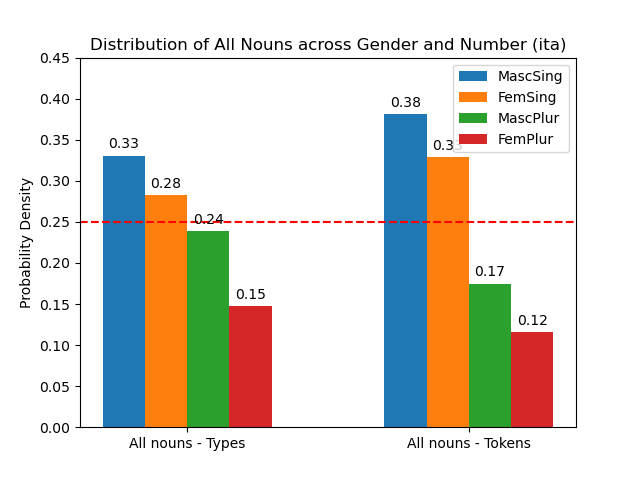 Distribution of All Nouns across Gender and Number (ita)
Probability Density
0.45
0.40
0.35
0.30
0.25
0.20
0.15
0.10
0.05
0.00
0.33
0.28
0.24
0.15
0.38
0.33
0.17
0.12
MascSing
FemSing
MascPlur
FemPlur
All nouns - Types
All nouns - Tokens